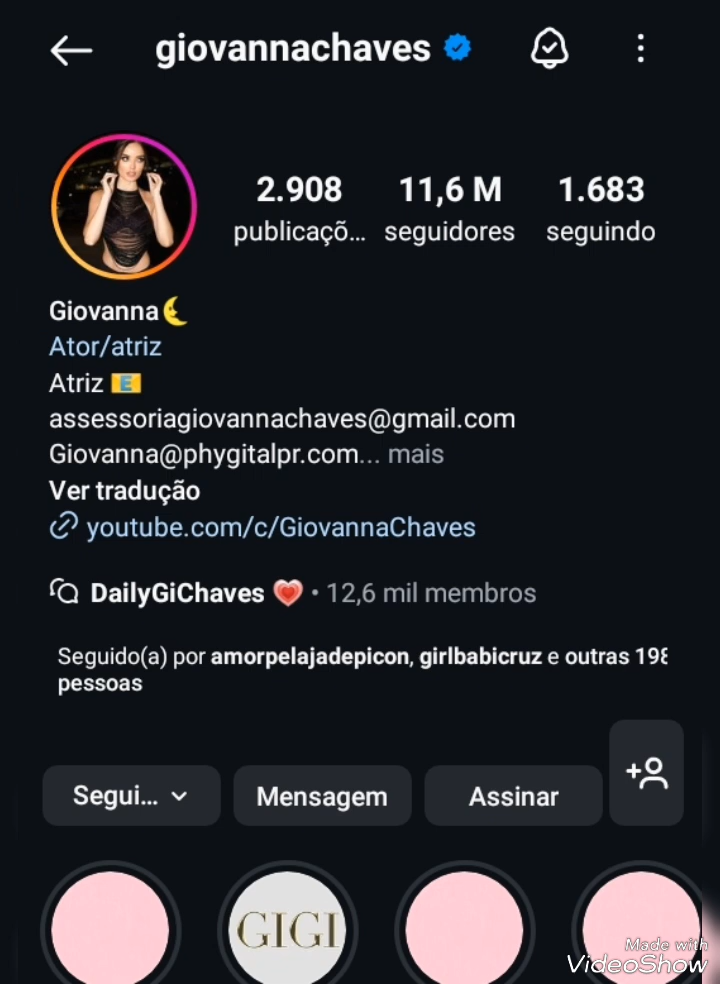 giovannachaves
2.908 11,6 M 1.683
publicaçõ... seguidores seguindo
Giovanna
Ator/atriz
Atriz 📧
assessoriagiovannachaves@gmail.com
Giovanna@phygitalpr.com... mais
Ver tradução
youtube.com/c/GiovannaChaves
DailyGiChaves 💗 • 12,6 mil membros
Seguido(a) por amorpelajadepicon, girlbabicruz e outras 198
pessoas
Segui... Mensagem Assinar
GIGI
Made with
VideoShow